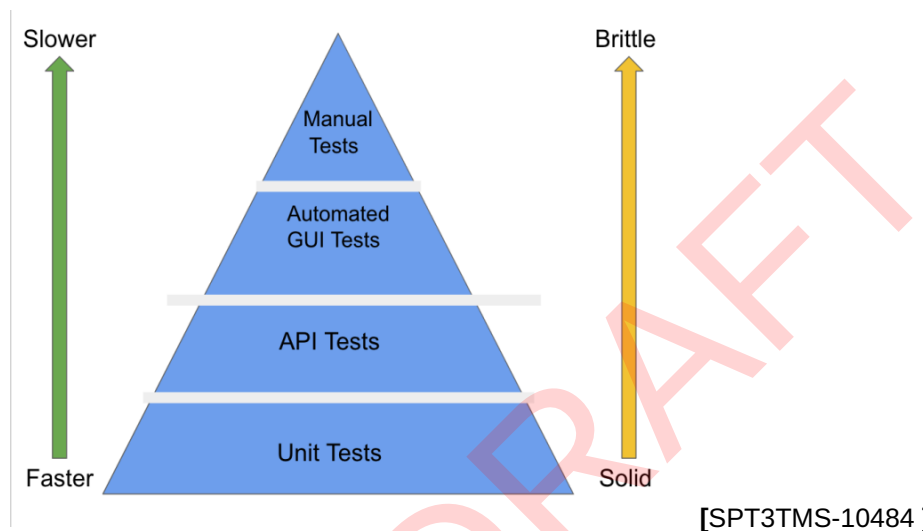 Slower
Brittle
Manual
Tests
Automated
GUI Tests
API Tests
Unit Tests
Faster
Solid
DRAFT
[SPT3TMS-10484